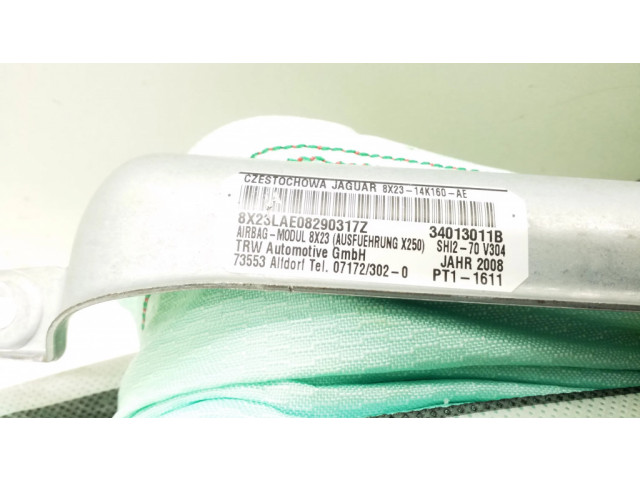 CZESTOCHOWA JAGUAR 8X23-14K160-AE
8X23LAE08290317Z 34013011B
AIRBAG-MODUL 8X23 (AUSFUEHRUNG X250) SHI2-70 V304
TRW Automotive GmbH JAHR 2008
73553 Alfdorf Tel. 07172/302-0 PT1-1611